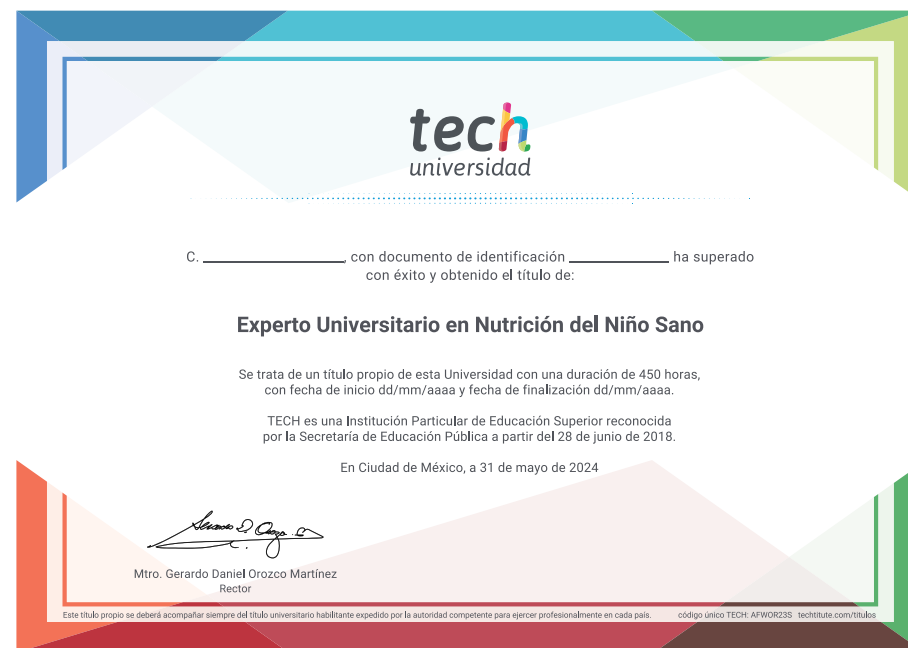 tech
universidad
C. ____________, con documento de identificación ____________ ha superado
con éxito y obtenido el título de:
Experto Universitario en Nutrición del Niño Sano
Se trata de un título propio de esta Universidad con una duración de 450 horas,
con fecha de inicio dd/mm/aaaa y fecha de finalización dd/mm/aaaa.
TECH es una Institución Particular de Educación Superior reconocida
por la Secretaría de Educación Pública a partir del 28 de junio de 2018.
En Ciudad de México, a 31 de mayo de 2024
Mtro. Gerardo Daniel Orozco Martínez
Rector
Este título propio se deberá acompañar siempre del título universitario habilitante expedido por la autoridad competente para ejercer profesionalmente en cada país. código único TECH: AFWOR23S techtitute.com/titulos